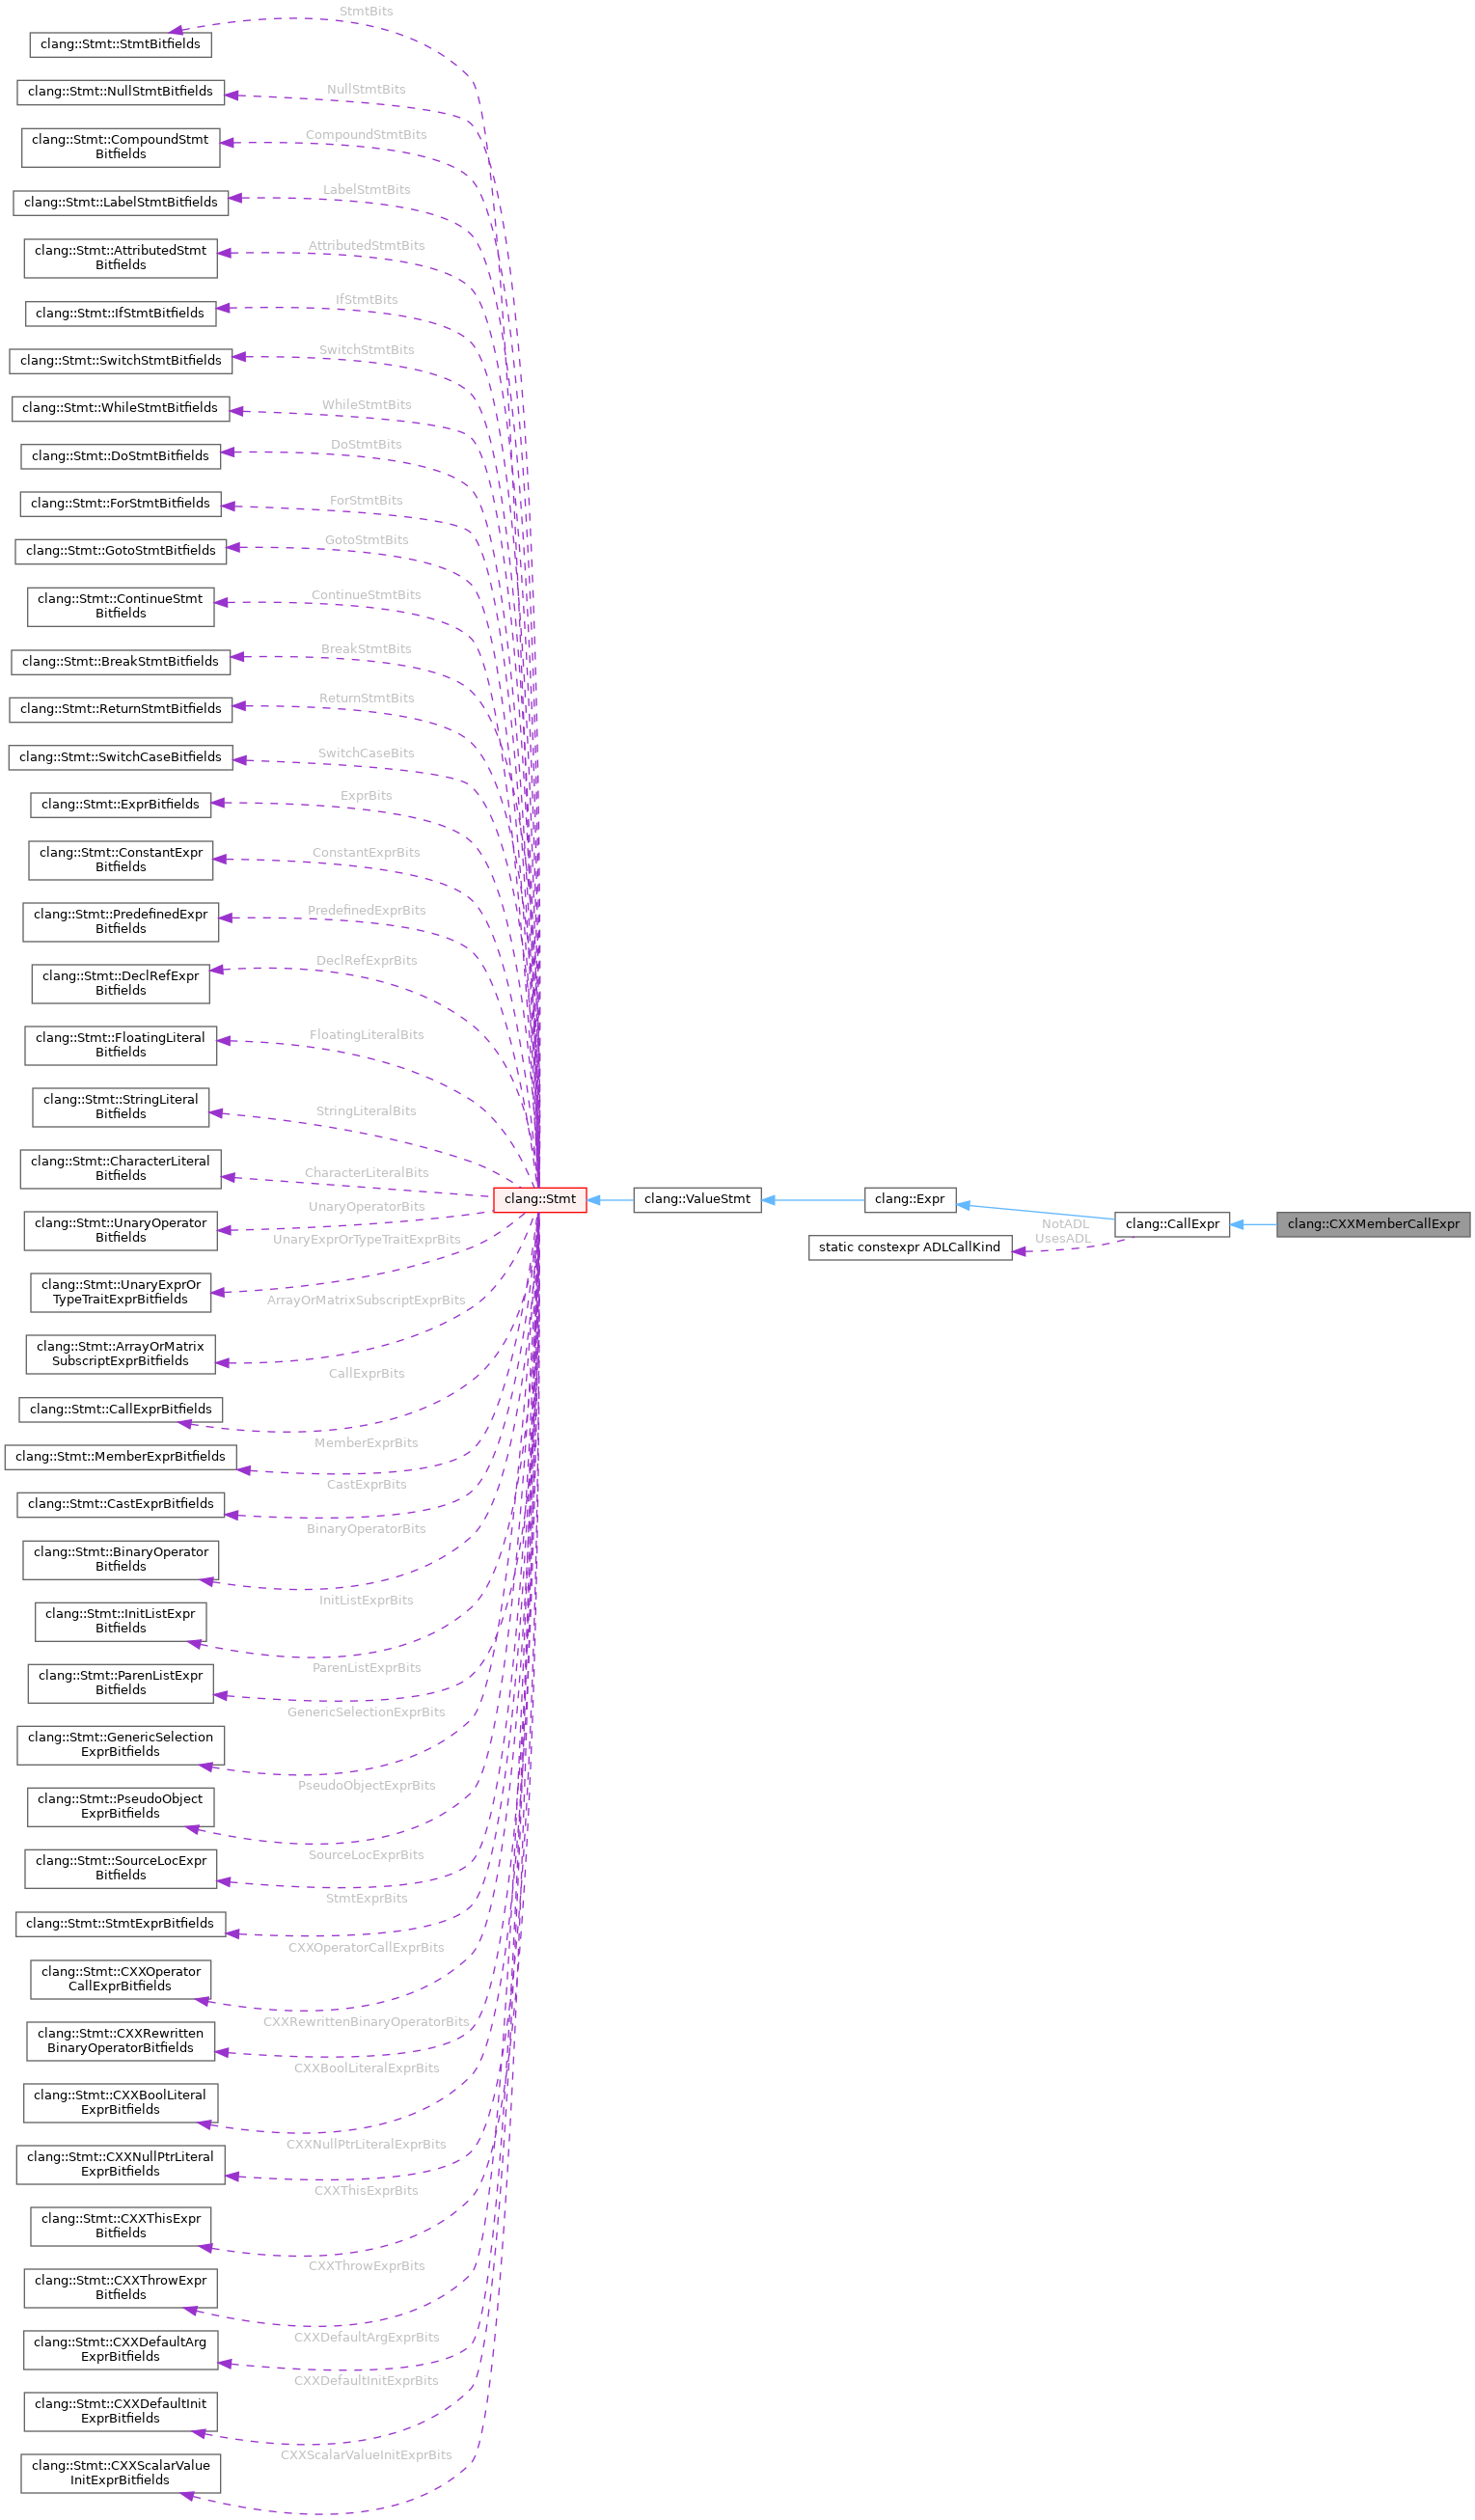 StmtBits
clang::Stmt::StmtBitfields
NullStmtBits
clang::Stmt::NullStmtBitfields
CompoundStmtBits
clang::Stmt::CompoundStmt
Bitfields
LabelStmtBits
clang::Stmt::LabelStmtBitfields
AttributedStmtBits
clang::Stmt::AttributedStmt
Bitfields
IfStmtBits
clang::Stmt::IfStmtBitfields
SwitchStmtBits
clang::Stmt::SwitchStmtBitfields
WhileStmtBits
clang::Stmt::WhileStmtBitfields
DoStmtBits
clang::Stmt::DoStmtBitfields
ForStmtBits
clang::Stmt::ForStmtBitfields
GotoStmtBits
clang::Stmt::GotoStmtBitfields
ContinueStmtBits
clang::Stmt::ContinueStmt
Bitfields
BreakStmtBits
clang::Stmt::BreakStmtBitfields
ReturnStmtBits
clang::Stmt::ReturnStmtBitfields
SwitchCaseBits
clang::Stmt::SwitchCaseBitfields
ExprBits
clang::Stmt::ExprBitfields
ConstantExprBits
clang::Stmt::ConstantExpr
Bitfields
PredefinedExprBits
clang::Stmt::PredefinedExpr
Bitfields
DeclRefExprBits
clang::Stmt::DeclRefExpr
Bitfields
FloatingLiteralBits
clang::Stmt::FloatingLiteral
Bitfields
StringLiteralBits
clang::Stmt::StringLiteral
Bitfields
CharacterLiteralBits
clang::Stmt::CharacterLiteral
Bitfields
clang::Stmt
clang::ValueStmt
clang::Expr
clang::CallExpr
clang::CXXMemberCallExpr
NotADL
UsesADL
static constexpr ADLCallKind
UnaryOperatorBits
clang::Stmt::UnaryOperator
Bitfields
UnaryExprOrTypeTraitExprBits
clang::Stmt::UnaryExprOr
TypeTraitExprBitfields
ArrayOrMatrixSubscriptExprBits
clang::Stmt::ArrayOrMatrix
SubscriptExprBitfields
CallExprBits
clang::Stmt::CallExprBitfields
MemberExprBits
clang::Stmt::MemberExprBitfields
CastExprBits
clang::Stmt::CastExprBitfields
BinaryOperatorBits
clang::Stmt::BinaryOperator
Bitfields
InitListExprBits
clang::Stmt::InitListExpr
Bitfields
ParenListExprBits
clang::Stmt::ParenListExpr
Bitfields
GenericSelectionExprBits
clang::Stmt::GenericSelection
ExprBitfields
PseudoObjectExprBits
clang::Stmt::PseudoObject
ExprBitfields
SourceLocExprBits
clang::Stmt::SourceLocExpr
Bitfields
StmtExprBits
clang::Stmt::StmtExprBitfields
CXXOperatorCallExprBits
clang::Stmt::CXXOperator
CallExprBitfields
CXXRewrittenBinaryOperatorBits
clang::Stmt::CXXRewritten
BinaryOperatorBitfields
CXXBoolLiteralExprBits
clang::Stmt::CXXBoolLiteral
ExprBitfields
CXXNullPtrLiteralExprBits
clang::Stmt::CXXNullPtrLiteral
ExprBitfields
CXXThisExprBits
clang::Stmt::CXXThisExpr
Bitfields
CXXThrowExprBits
clang::Stmt::CXXThrowExpr
Bitfields
CXXDefaultArgExprBits
clang::Stmt::CXXDefaultArg
ExprBitfields
CXXDefaultInitExprBits
clang::Stmt::CXXDefaultInit
ExprBitfields
CXXScalarValueInitExprBits
clang::Stmt::CXXScalarValue
InitExprBitfields